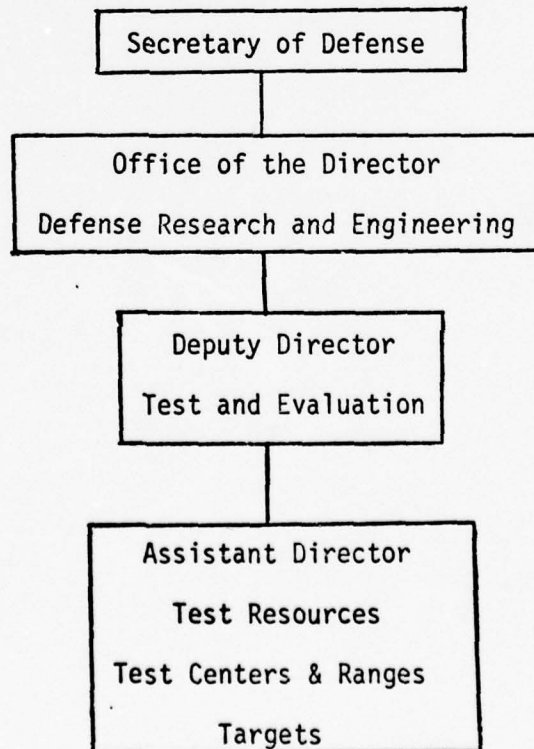 Secretary of Defense
Office of the Director
Defense Research and Engineering
Deputy Director
Test and Evaluation
Assistant Director
Test Resources
Test Centers & Ranges
Targets